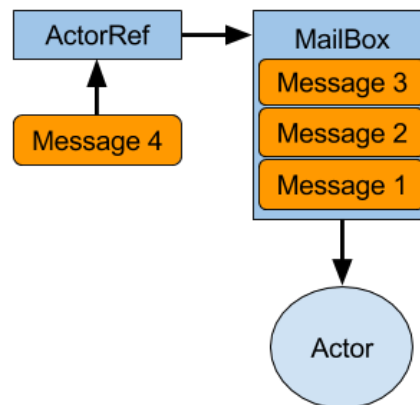 ActorRef
MailBox
Message 3
Message 4
Message 2
Message 1
Actor